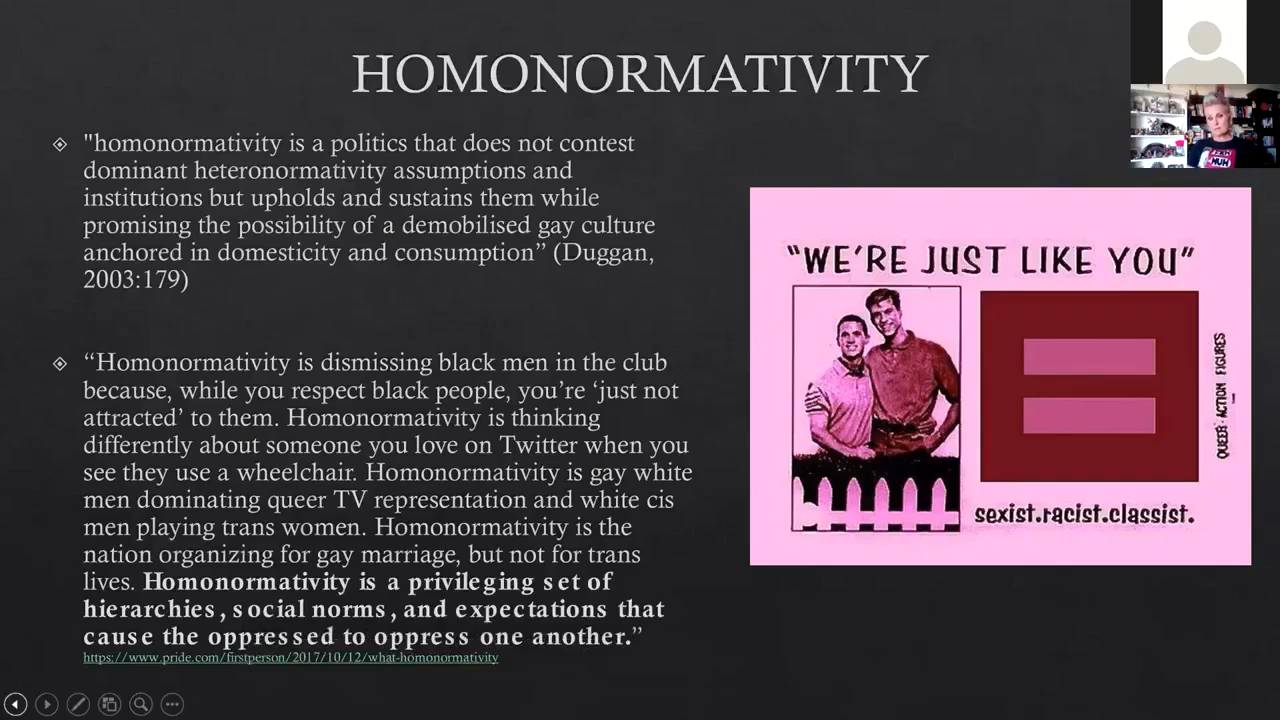 HOMONORMATIVITY
"homonormativity is a politics that does not contest
dominant heteronormativity assumptions and
institutions but upholds and sustains them while
promising the possibility of a demobilised gay culture
anchored in domesticity and consumption” (Duggan,
2003:179)
“Homonormativity is dismissing black men in the club
because, while you respect black people, you’re ‘just not
attracted’ to them. Homonormativity is thinking
differently about someone you love on Twitter when you
see they use a wheelchair. Homonormativity is gay white
men dominating queer TV representation and white cis
men playing trans women. Homonormativity is the
nation organizing for gay marriage, but not for trans
lives. Homonormativity is a privileging set of
hierarchies, social norms, and expectations that
cause the oppressed to oppress one another.”
https://www.pride.com/firstperson/2017/10/12/what-homonormativity
“WE’RE JUST LIKE YOU”
QUEER ACTION FIGURES
sexist.racist.classist.